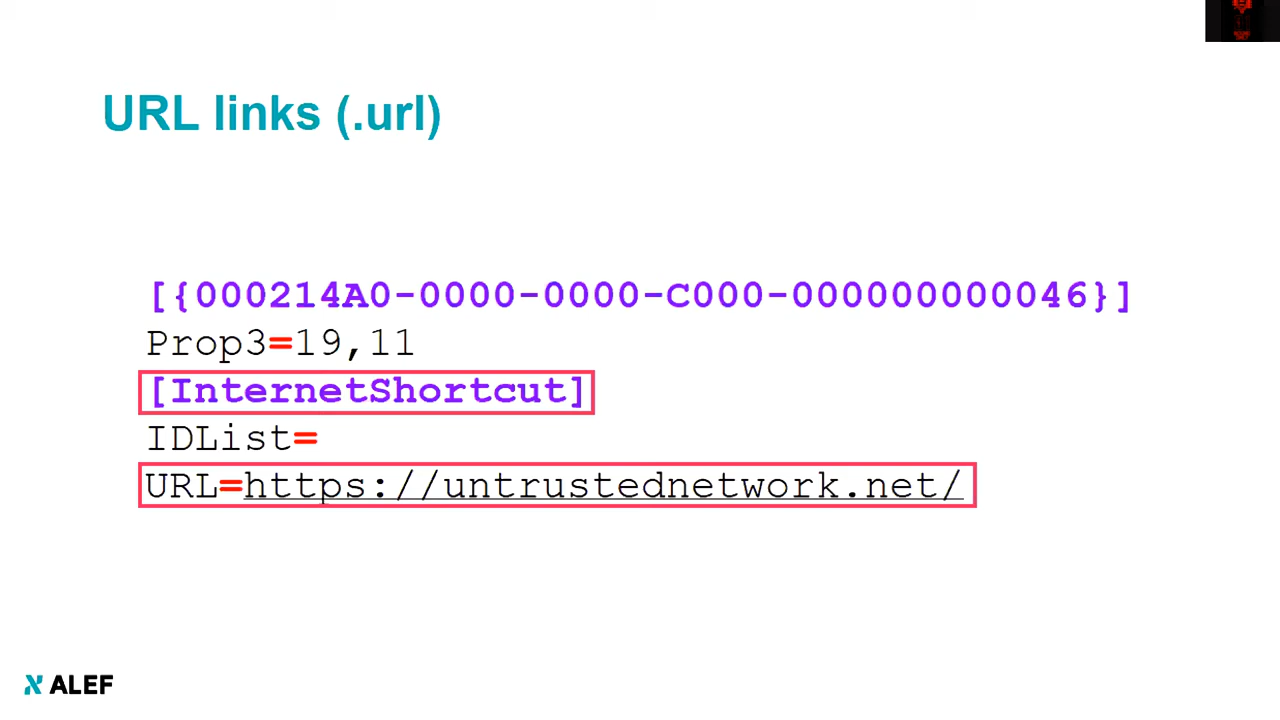 URL links (.url)
[{000214A0-0000-0000-C000-000000000046}]
Prop3=19,11
[InternetShortcut]
IDList=
URL=https://untrustednetwork.net/
ALEF